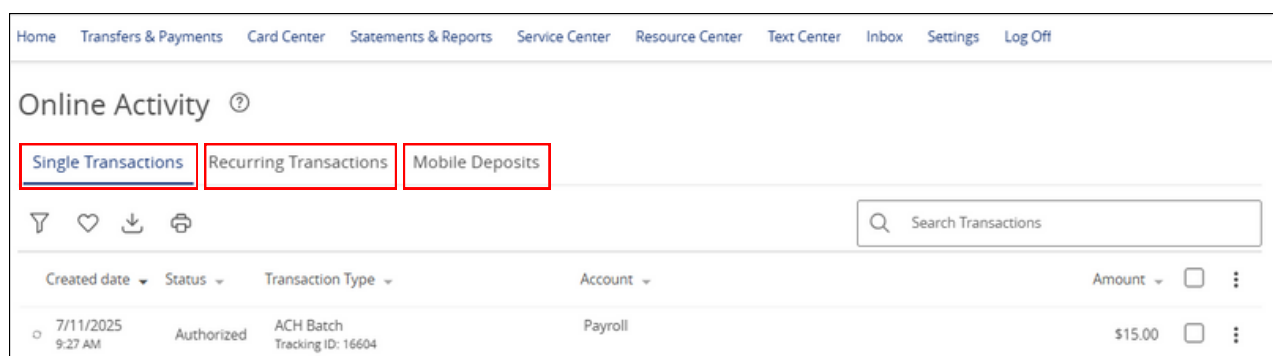 Home Transfers & Payments Card Center Statements & Reports Service Center Resource Center Text Center Inbox Settings Log Off
Online Activity ?
Single Transactions Recurring Transactions Mobile Deposits
Search Transactions
Created date Status Transaction Type Account Amount
7/11/2025 Authorized ACH Batch Payroll $15.00
9:27 AM Tracking ID: 16604